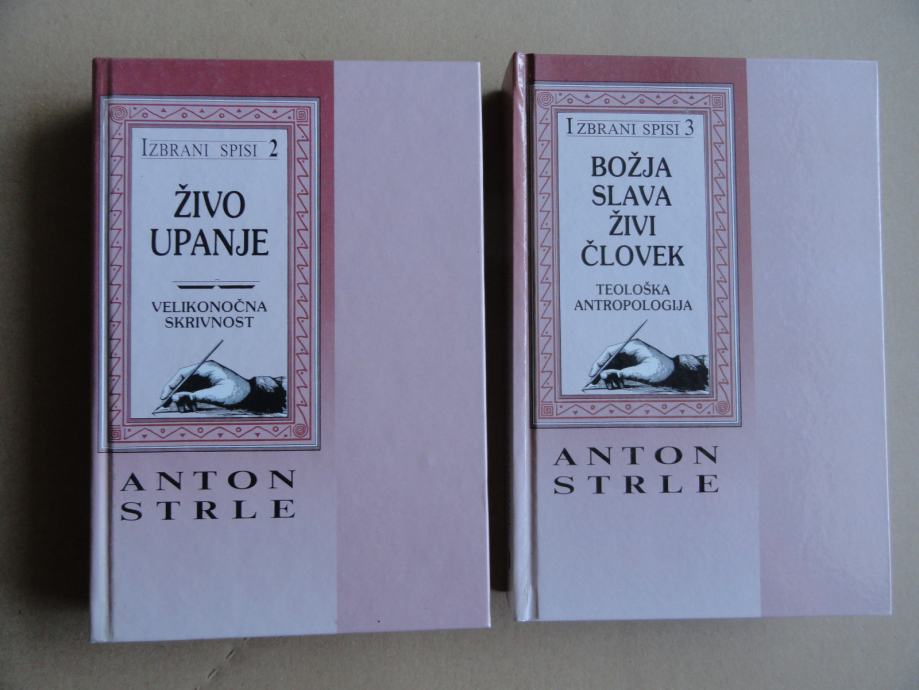 IZBRANI SPISI 2
ŽIVO
UPANJE
VELIKONOČNA
SKRIVNOST
ANTON
STRLE
IZBRANI SPISI 3
BOŽJA
SLAVA
ŽIVI
ČLOVEK
TEOLOŠKA
ANTROPOLOGIJA
ANTON
STRLE